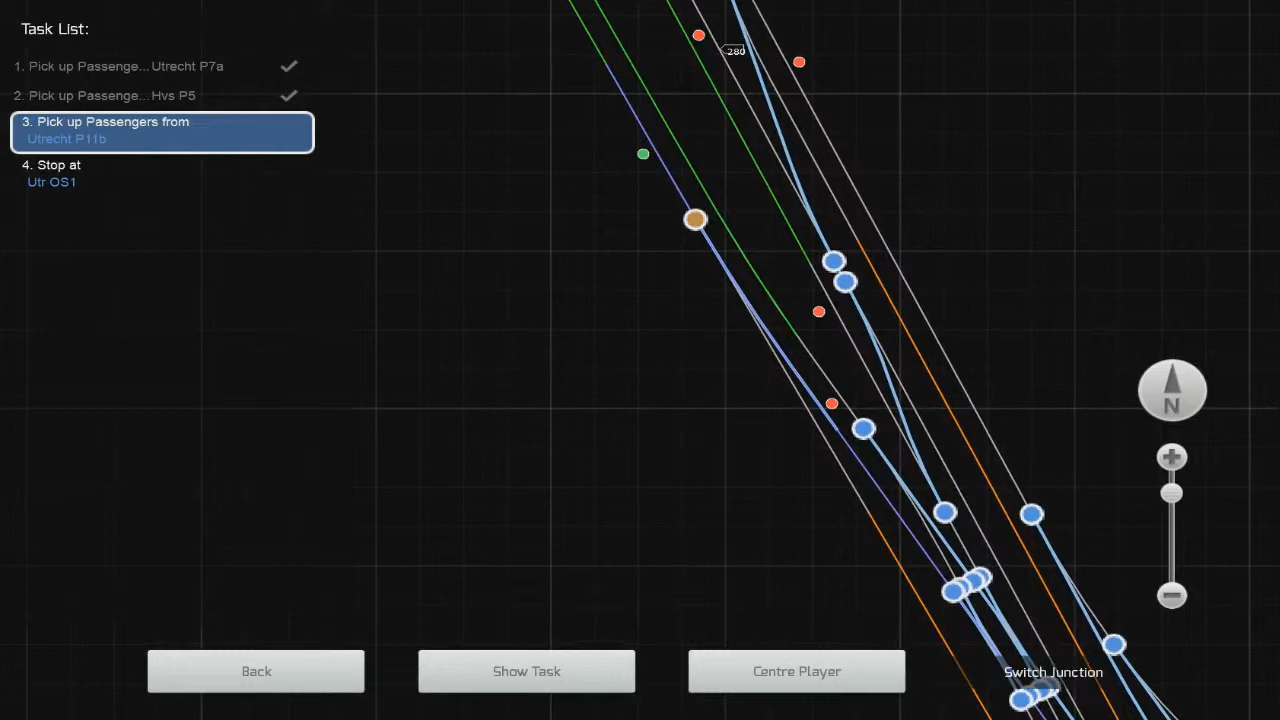 Task List:
1. Pick up Passenge... Utrecht P7a
2. Pick up Passenge... Hvs P5
3. Pick up Passengers from
Utrecht P11b
4. Stop at
Utr OS1
280
N
Back
Show Task
Centre Player
Switch Junction